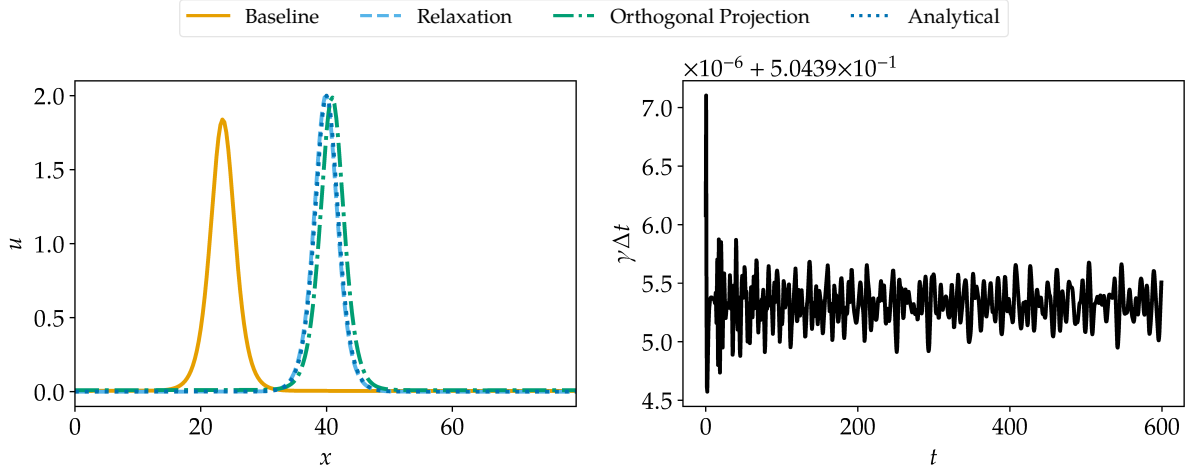 Baseline Relaxation Orthogonal Projection Analytical
2.0
1.5
1.0
0.5
0.0
u
0 20 40 60
x
×10⁻⁶ + 5.0439×10⁻¹
7.0
6.5
6.0
5.5
5.0
4.5
γΔt
0 200 400 600
t